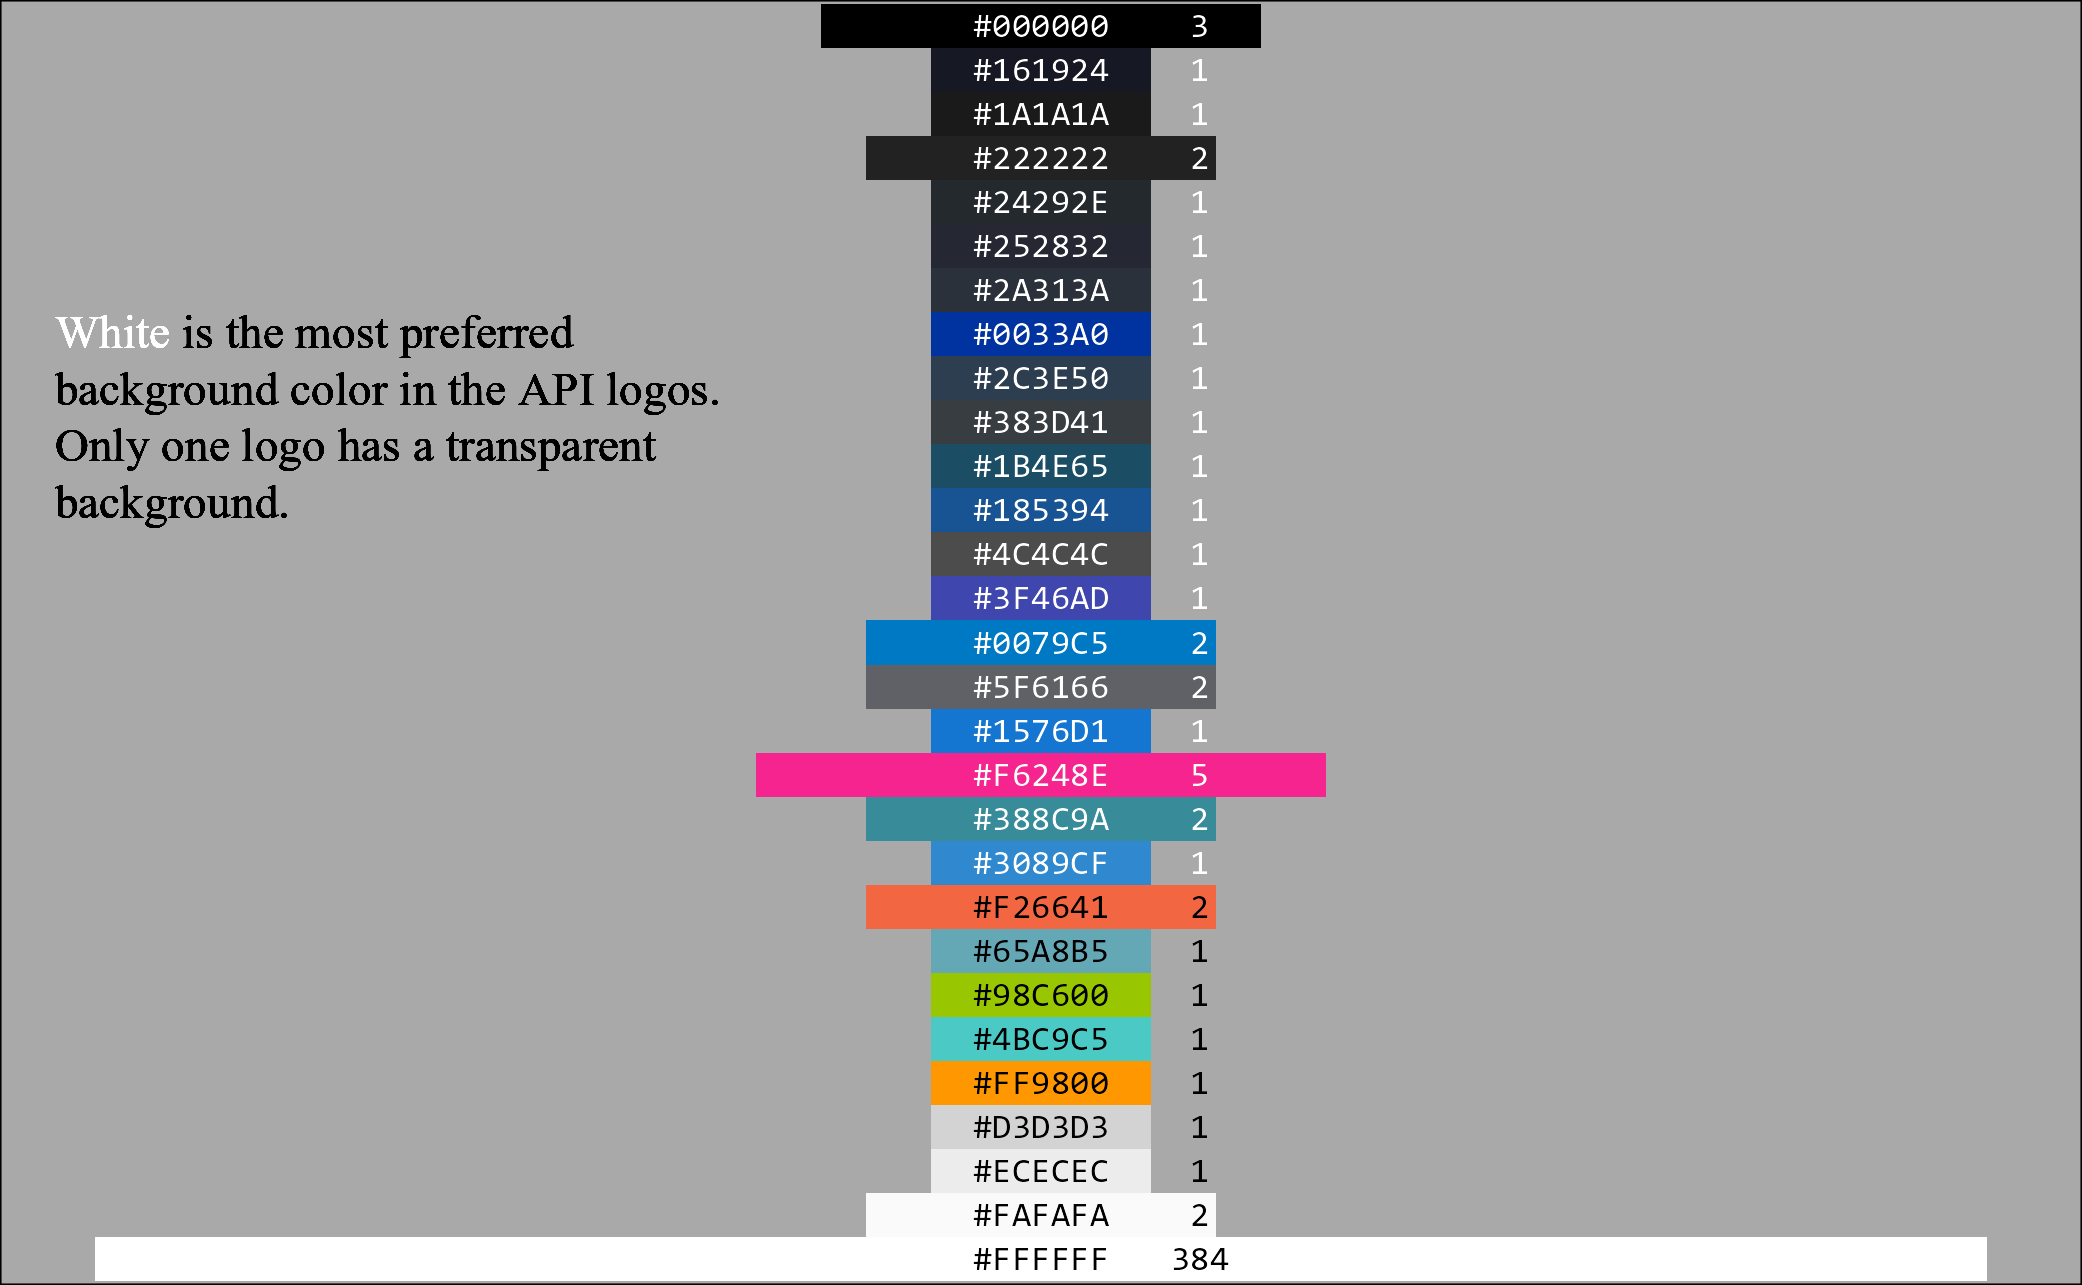 White is the most preferred
background color in the API logos.
Only one logo has a transparent
background.
#000000 3
#161924 1
#1A1A1A 1
#222222 2
#24292E 1
#252832 1
#2A313A 1
#0033A0 1
#2C3E50 1
#383D41 1
#1B4E65 1
#185394 1
#4C4C4C 1
#3F46AD 1
#0079C5 2
#5F6166 2
#1576D1 1
#F6248E 5
#388C9A 2
#3089CF 1
#F26641 2
#65A8B5 1
#98C600 1
#4BC9C5 1
#FF9800 1
#D3D3D3 1
#ECECEC 1
#FAFAFA 2
#FFFFFF 384